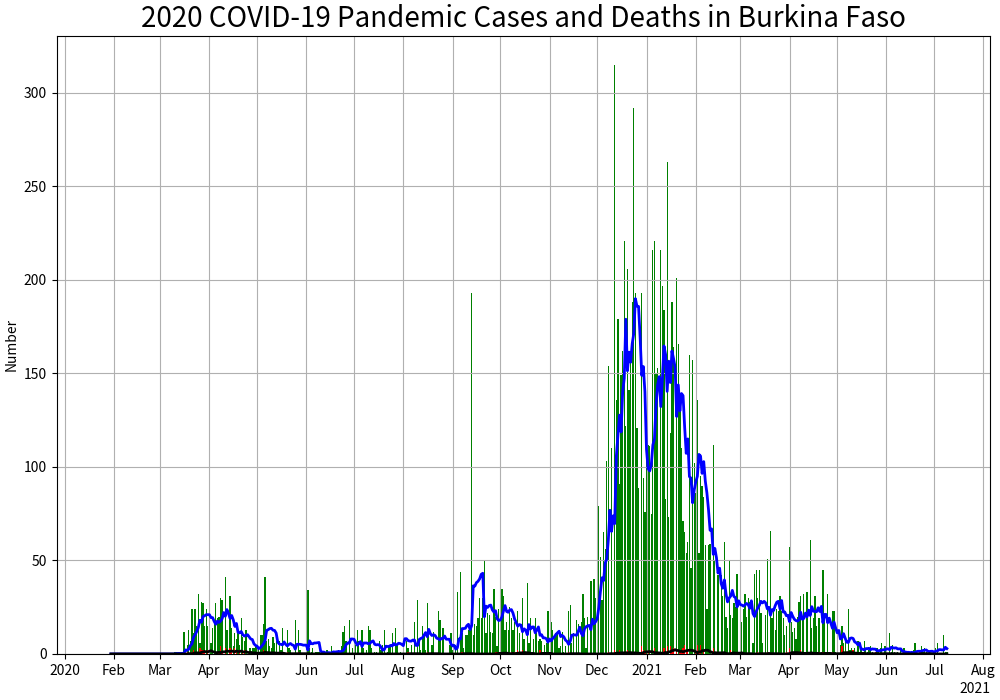 2020 COVID-19 Pandemic Cases and Deaths in Burkina Faso
300
250
200
150
100
50
0
Number
2020 Feb Mar Apr May Jun Jul Aug Sep Oct Nov Dec 2021 Feb Mar Apr May Jun Jul Aug
2021